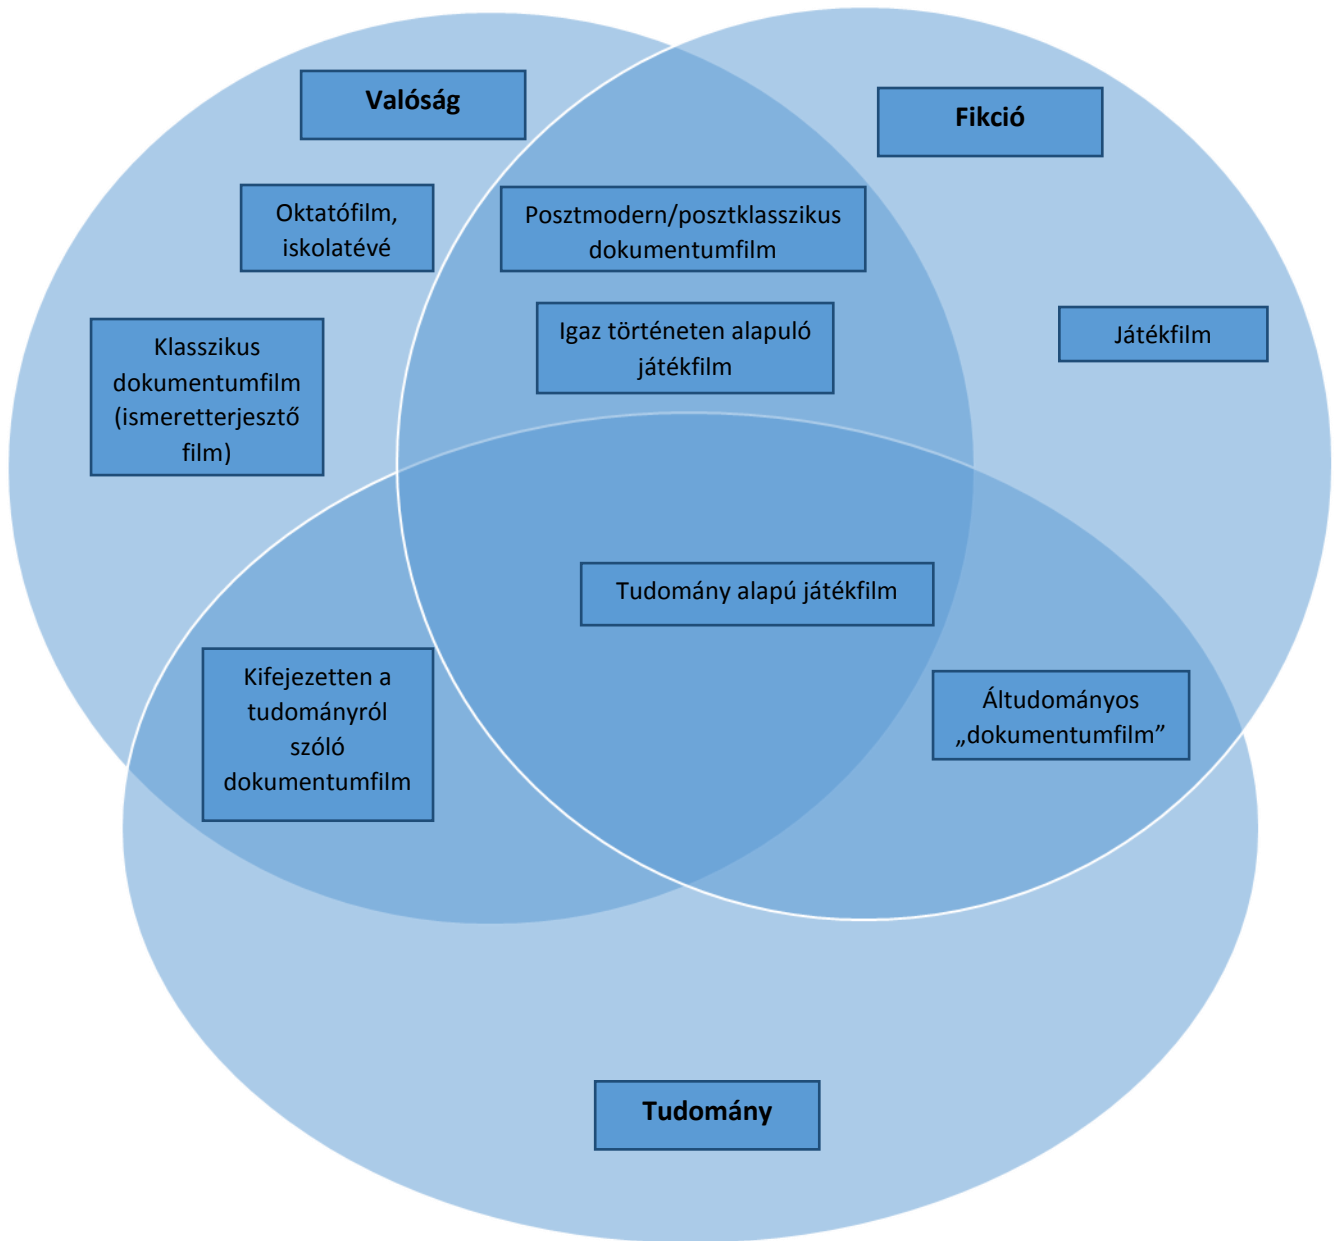 Valóság
Fikció
Oktatófilm,
iskolatévé
Posztmodern/posztklasszikus
dokumentumfilm
Klasszikus
dokumentumfilm
(ismeretterjesztő
film)
Igaz történeten alapuló
játékfilm
Játékfilm
Tudomány alapú játékfilm
Kifejezetten a
tudományról
szóló
dokumentumfilm
Áltudományos
„dokumentumfilm”
Tudomány